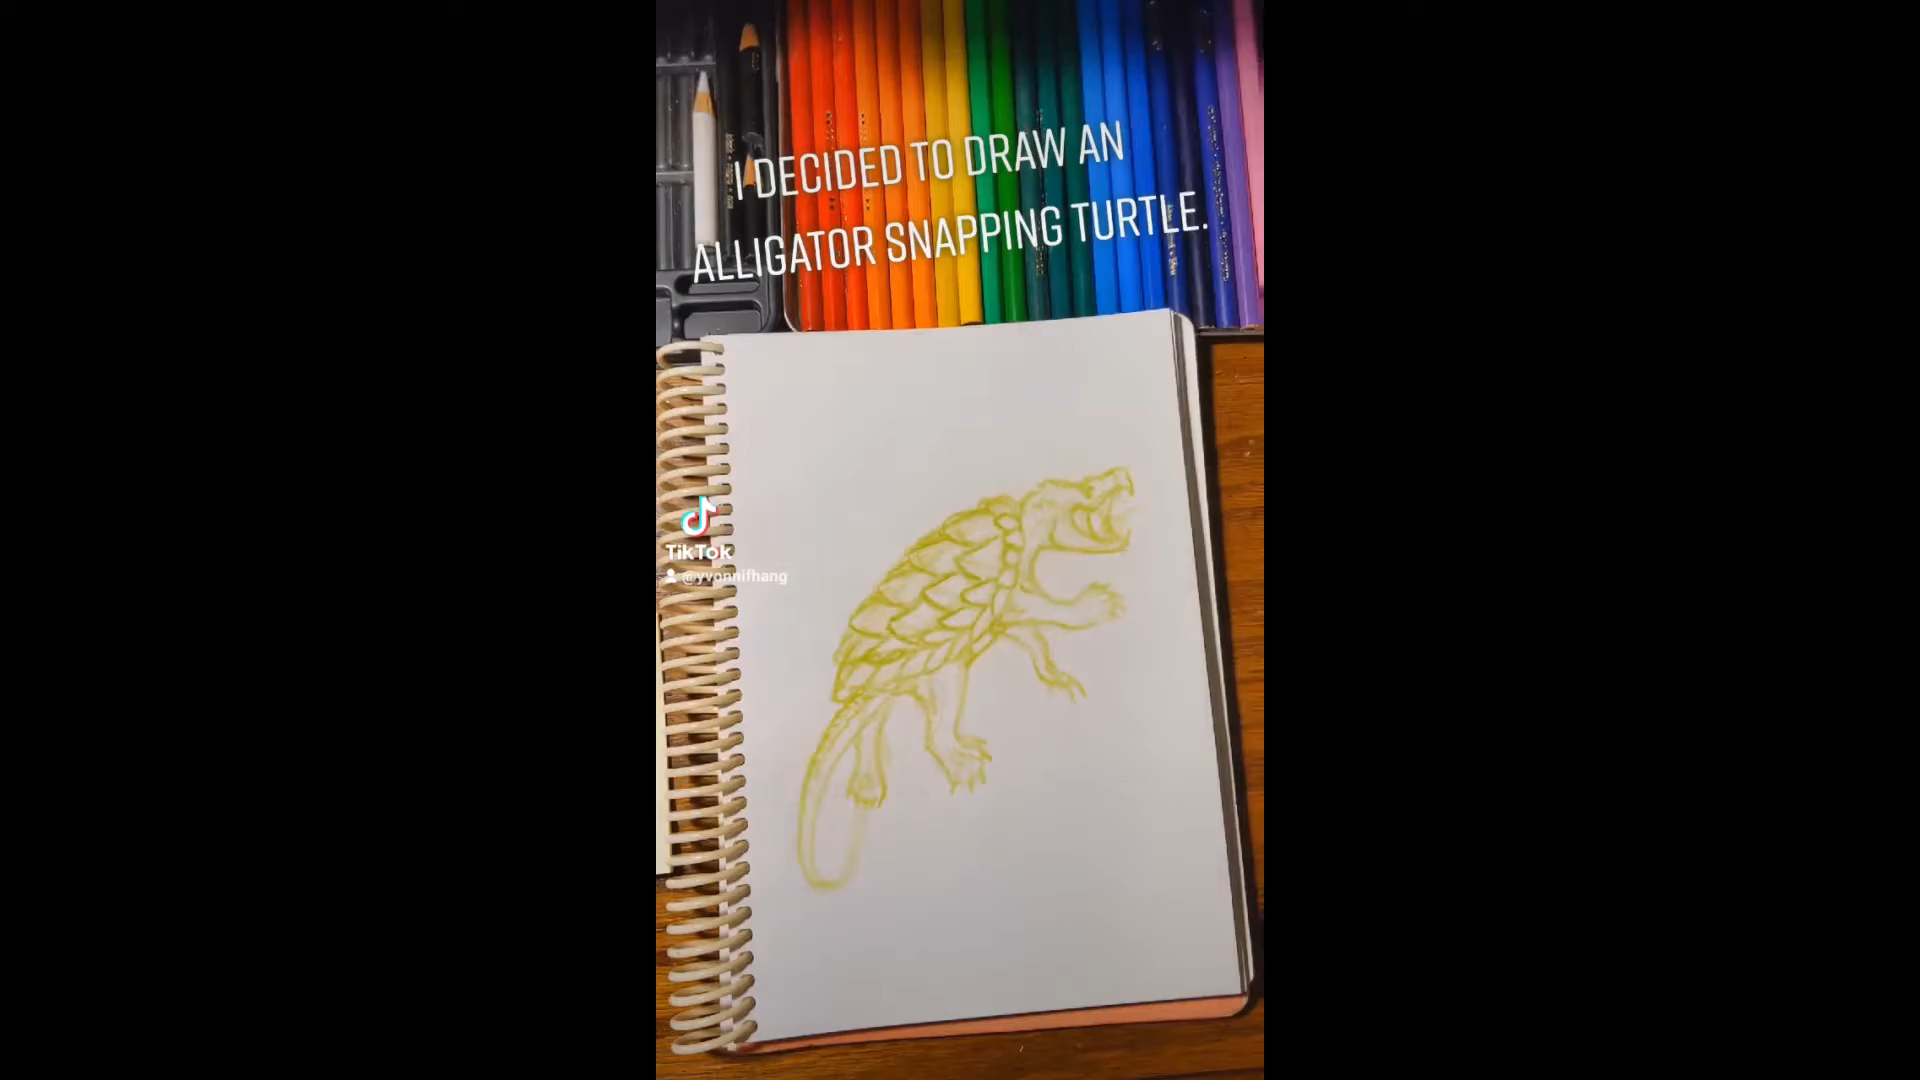 I DECIDED TO DRAW AN
ALLIGATOR SNAPPING TURTLE.
TikTok
@yvonnifhang